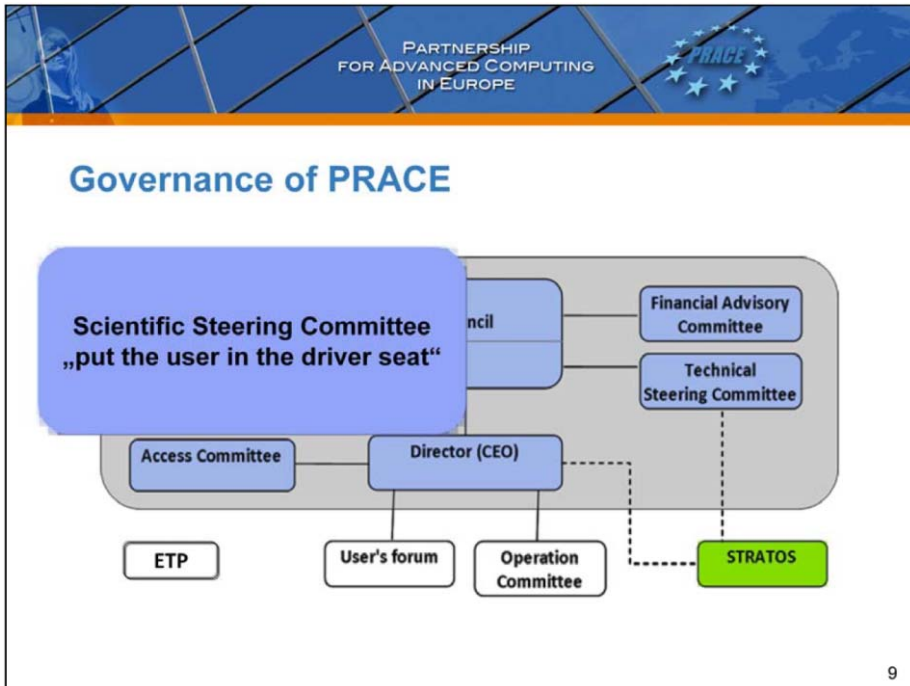 PARTNERSHIP
FOR ADVANCED COMPUTING
IN EUROPE
PRACE
Governance of PRACE
Scientific Steering Committee
„put the user in the driver seat“
ncil
Financial Advisory
Committee
Technical
Steering Committee
Access Committee
Director (CEO)
ETP
User's forum
Operation
Committee
STRATOS
9